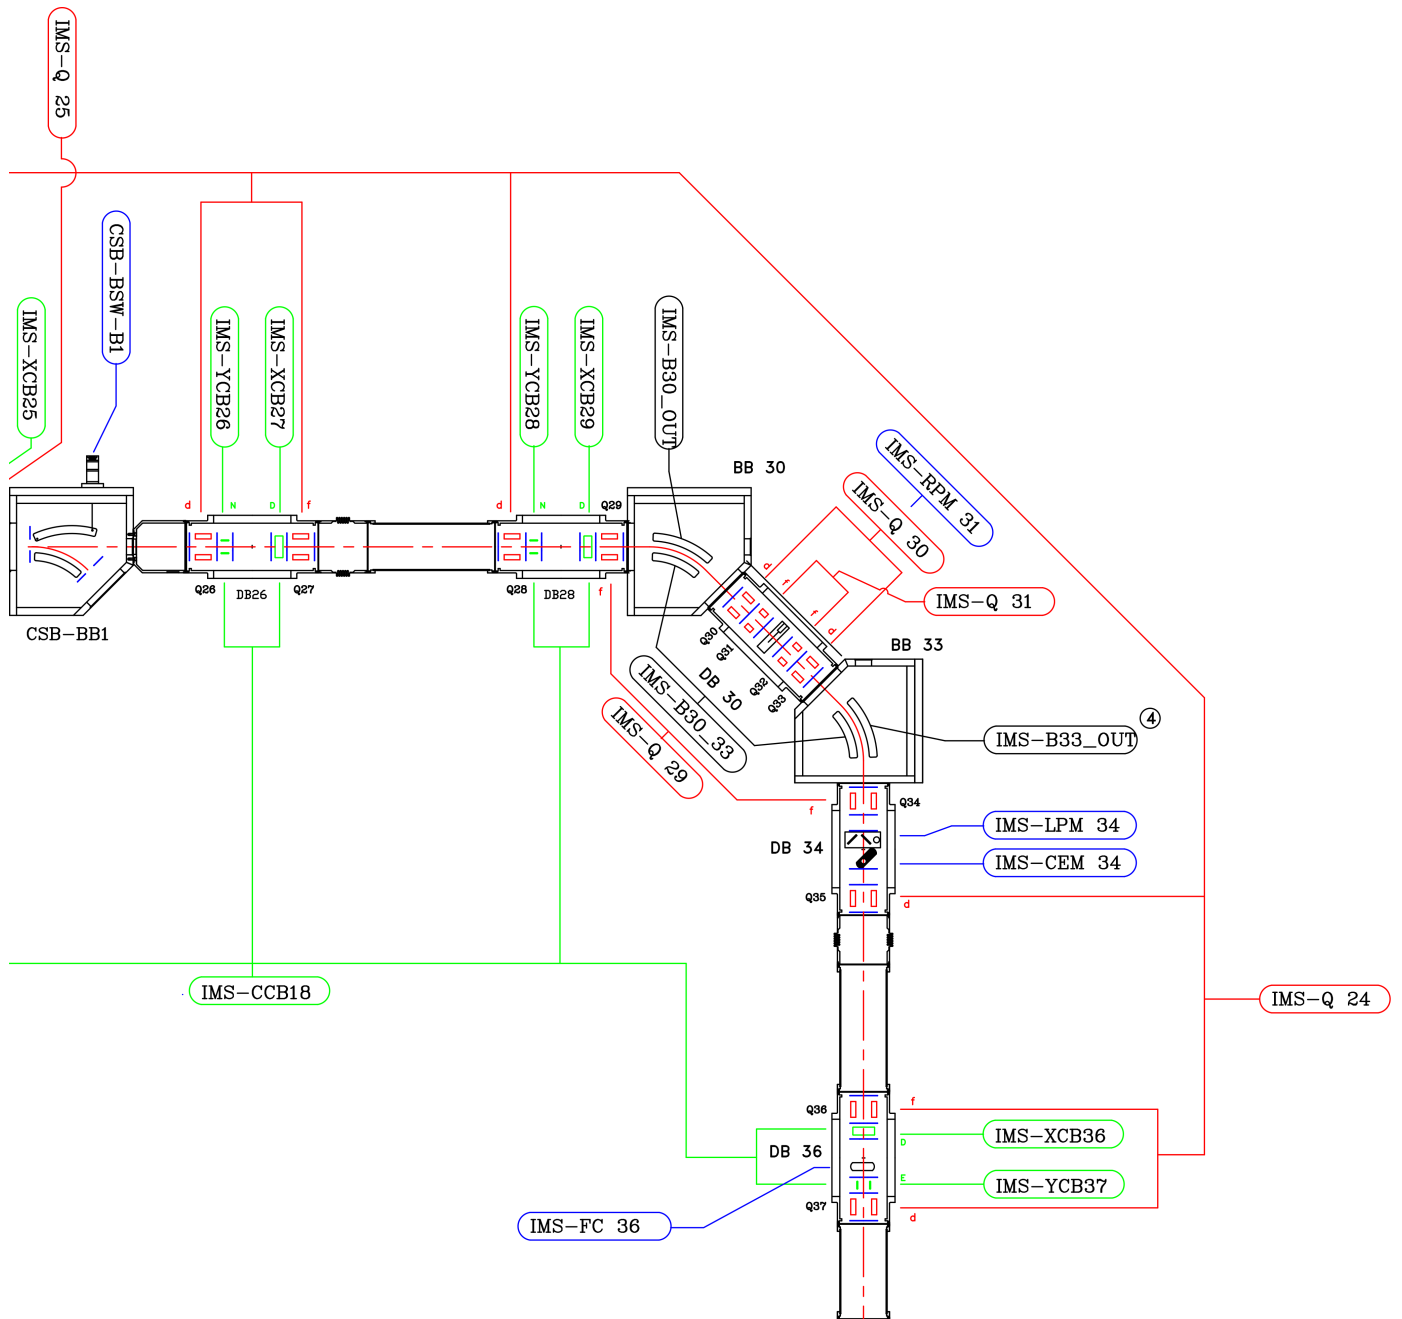 IMS-Q 25
CSB-BSW-B1
IMS-XCB25
IMS-YCB26
IMS-XCB27
IMS-YCB28
IMS-XCB29
IMS-B30_OUT
BB 30
IMS-RPM 31
IMS-Q 30
IMS-Q 31
d
N
D
f
d
N
D
Q29
d
f
f
d
CSB-BB1
Q26
DB26
Q27
Q28
DB28
f
Q30
Q31
Q32
Q33
DB 30
BB 33
IMS-B30_33
IMS-Q 29
IMS-B33_OUT
4
f
Q34
IMS-LPM 34
DB 34
IMS-CEM 34
Q35
d
IMS-CCB18
IMS-Q 24
Q36
f
IMS-XCB36
D
DB 36
E
IMS-YCB37
Q37
d
IMS-FC 36